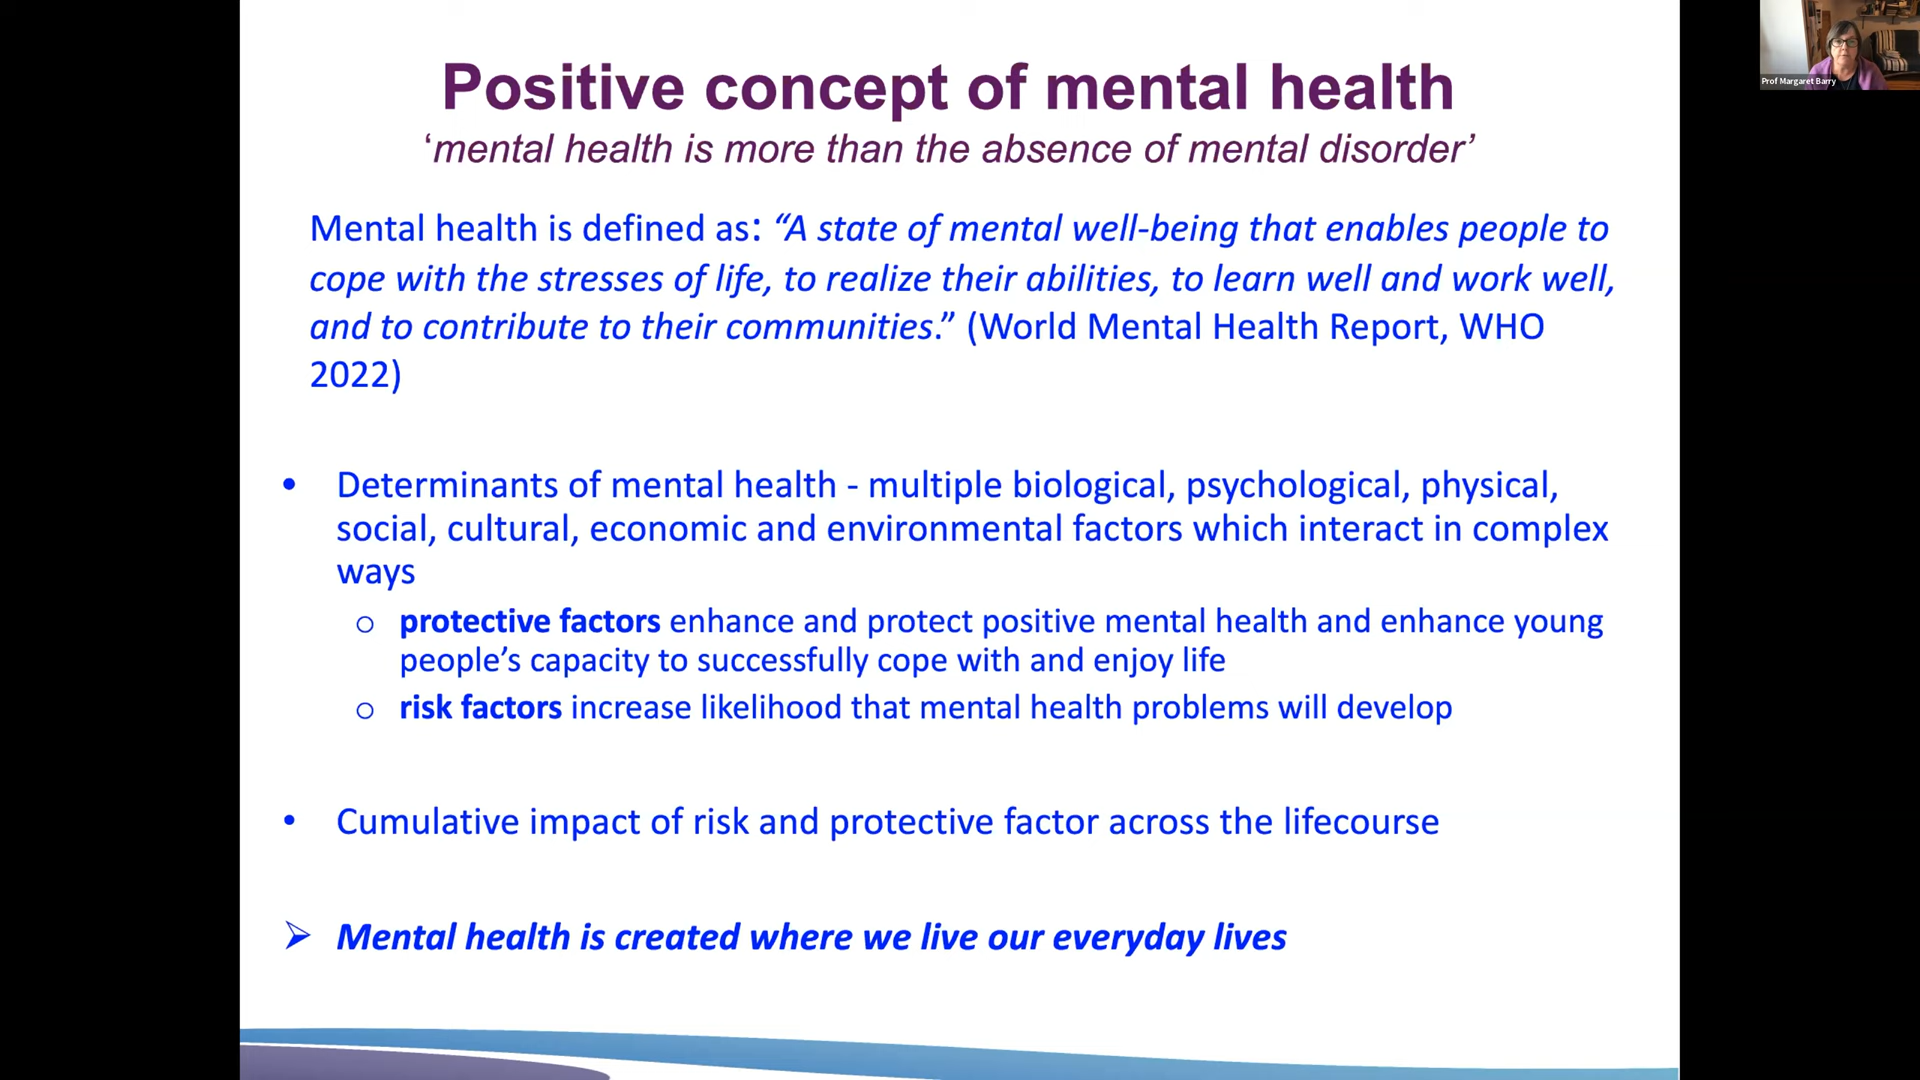 Positive concept of mental health
‘mental health is more than the absence of mental disorder’
Mental health is defined as: “A state of mental well-being that enables people to
cope with the stresses of life, to realize their abilities, to learn well and work well,
and to contribute to their communities.” (World Mental Health Report, WHO
2022)
• Determinants of mental health - multiple biological, psychological, physical,
social, cultural, economic and environmental factors which interact in complex
ways
o protective factors enhance and protect positive mental health and enhance young
people’s capacity to successfully cope with and enjoy life
o risk factors increase likelihood that mental health problems will develop
• Cumulative impact of risk and protective factor across the lifecourse
➢ Mental health is created where we live our everyday lives
Prof Margaret Barry